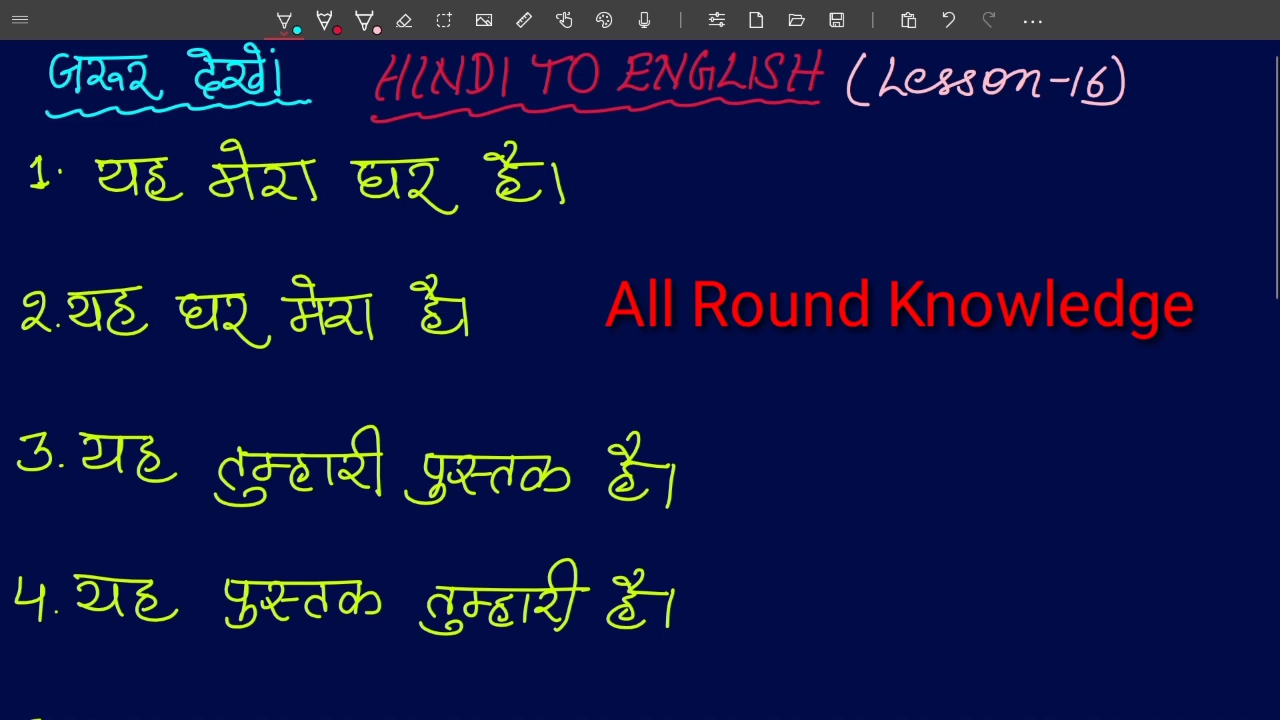 जरूर देखें। HINDI TO ENGLISH (Lesson-16)
1. यह मेरा घर है।
2. यह घर मेरा है।
All Round Knowledge
3. यह तुम्हारी पुस्तक है।
4. यह पुस्तक तुम्हारी है।